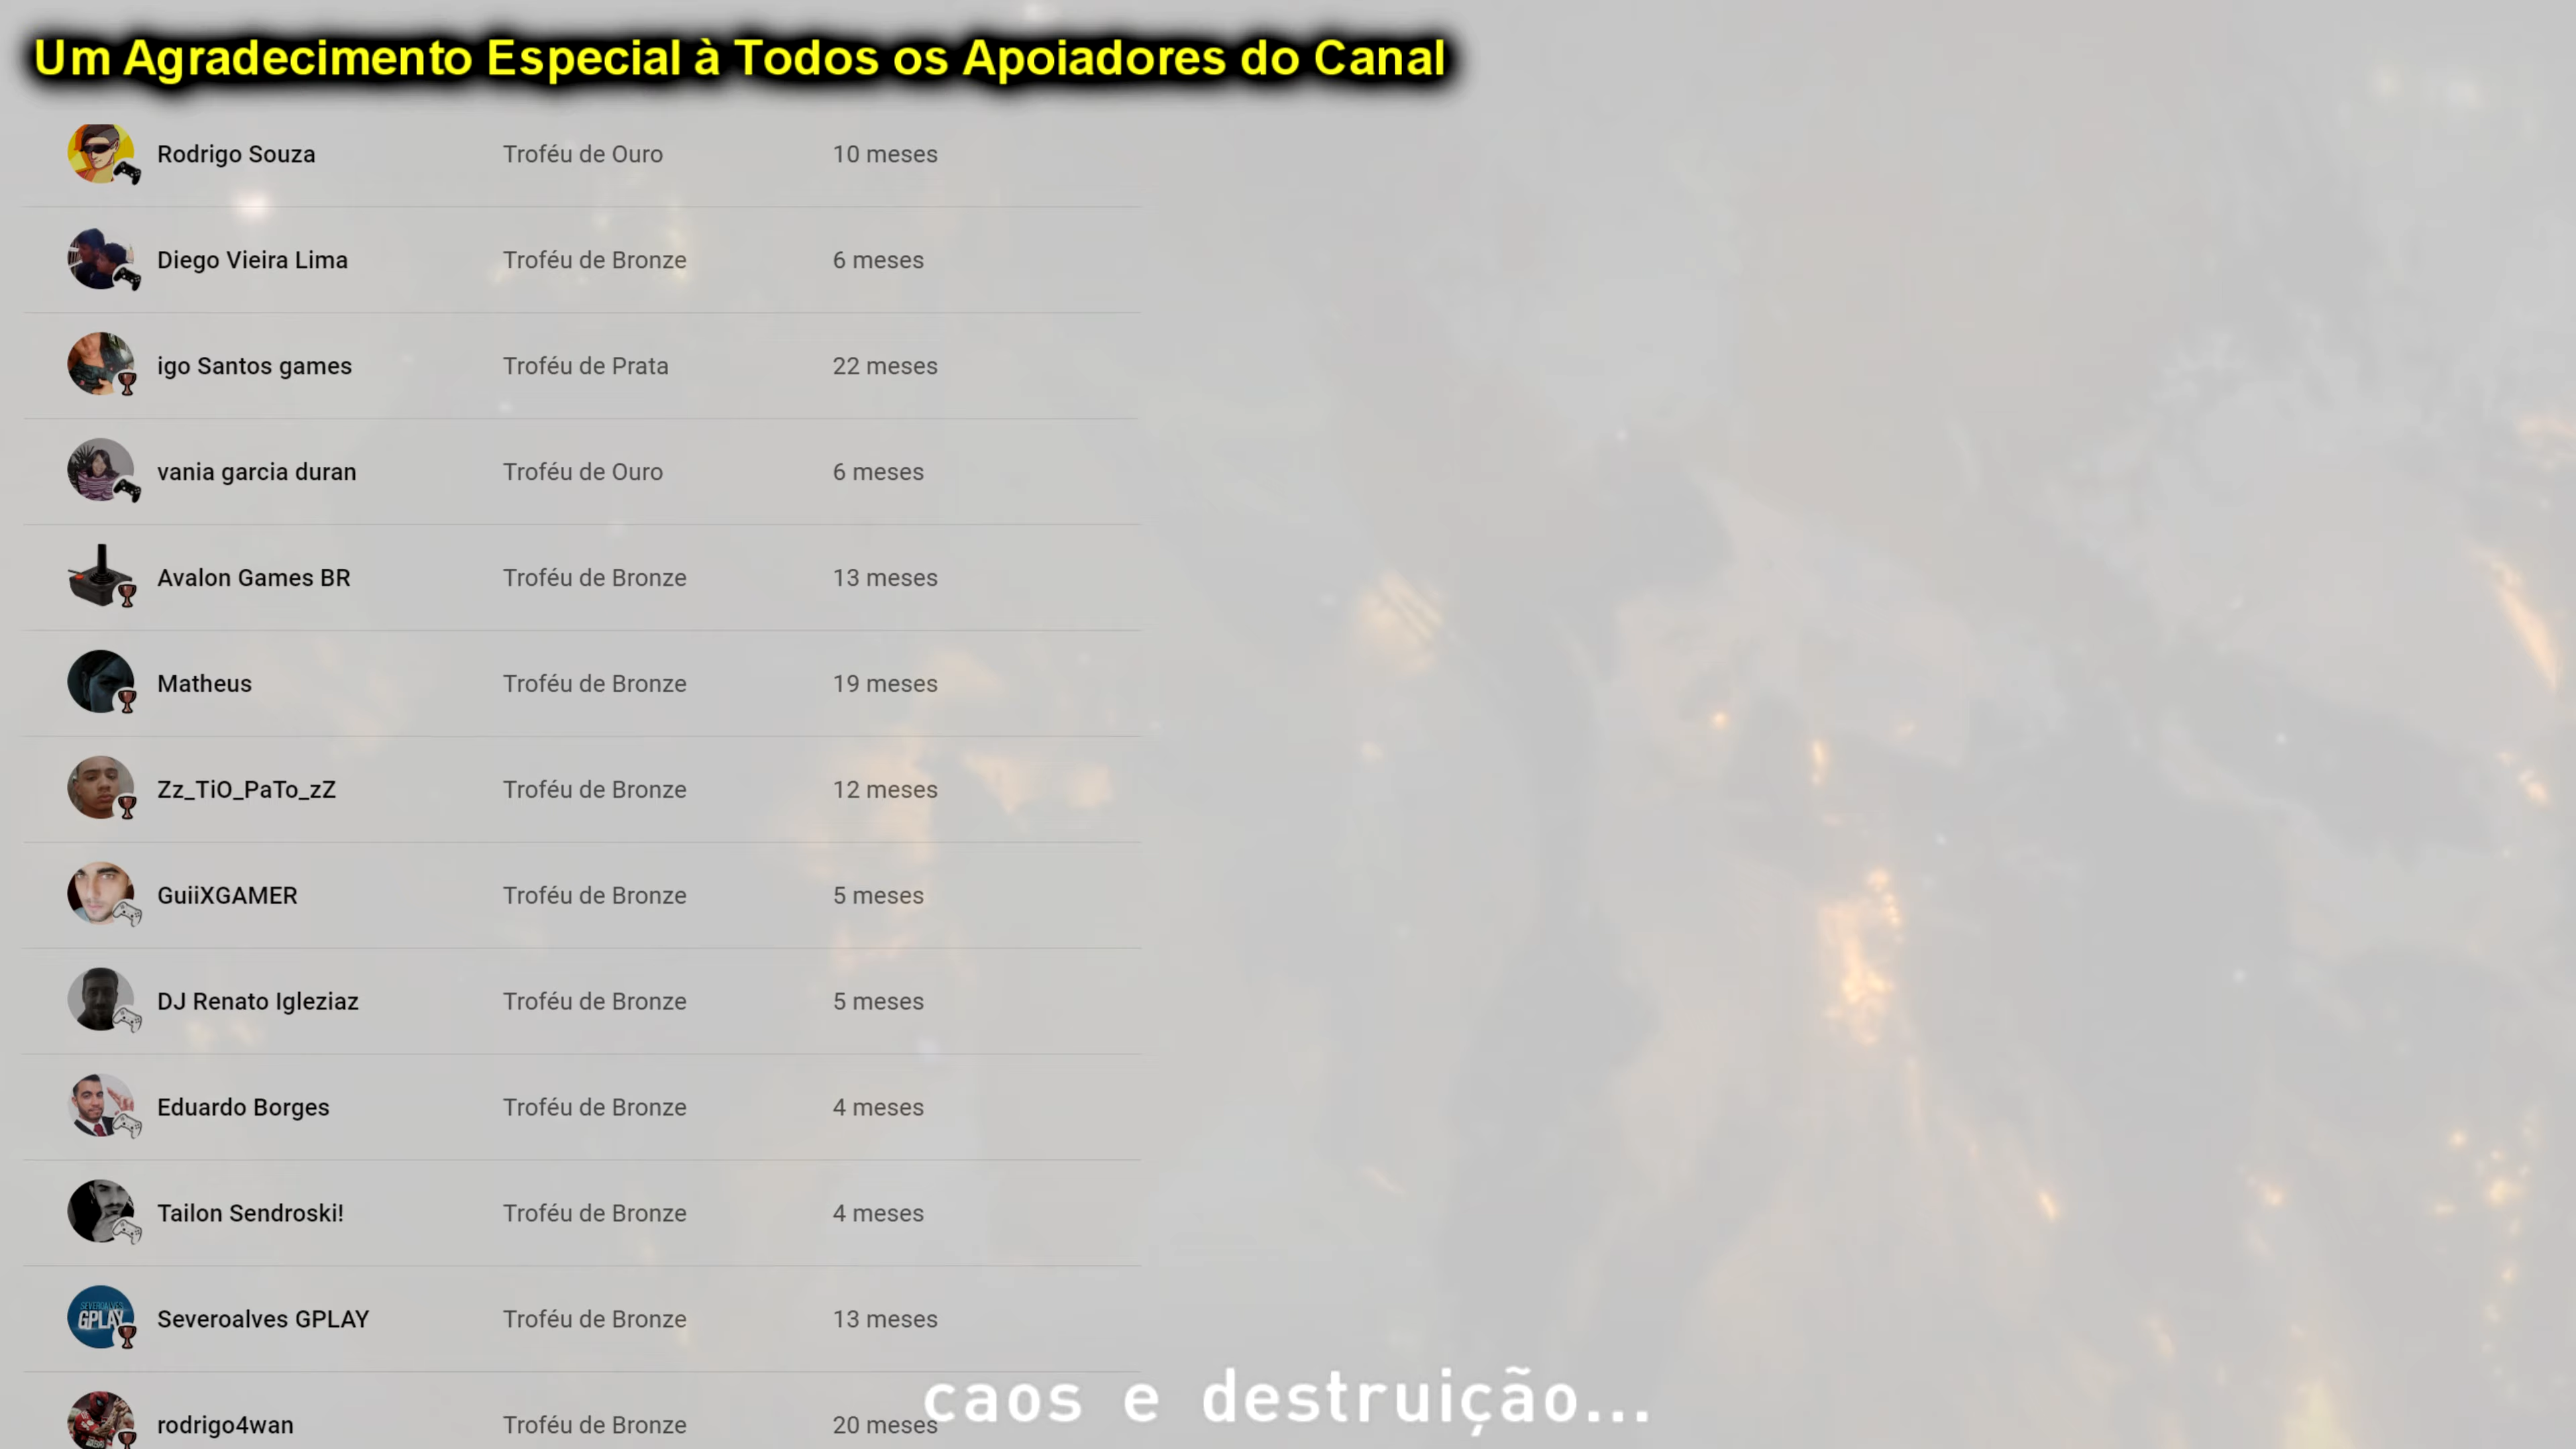 Um Agradecimento Especial à Todos os Apoiadores do Canal
Rodrigo Souza Troféu de Ouro 10 meses
Diego Vieira Lima Troféu de Bronze 6 meses
igo Santos games Troféu de Prata 22 meses
vania garcia duran Troféu de Ouro 6 meses
Avalon Games BR Troféu de Bronze 13 meses
Matheus Troféu de Bronze 19 meses
Zz_TiO_PaTo_zZ Troféu de Bronze 12 meses
GuiiXGAMER Troféu de Bronze 5 meses
DJ Renato Igleziaz Troféu de Bronze 5 meses
Eduardo Borges Troféu de Bronze 4 meses
Tailon Sendroski! Troféu de Bronze 4 meses
SEVEROALVES
GPLAY
Severoalves GPLAY Troféu de Bronze 13 meses
rodrigo4wan Troféu de Bronze 20 meses
caos e destruição...